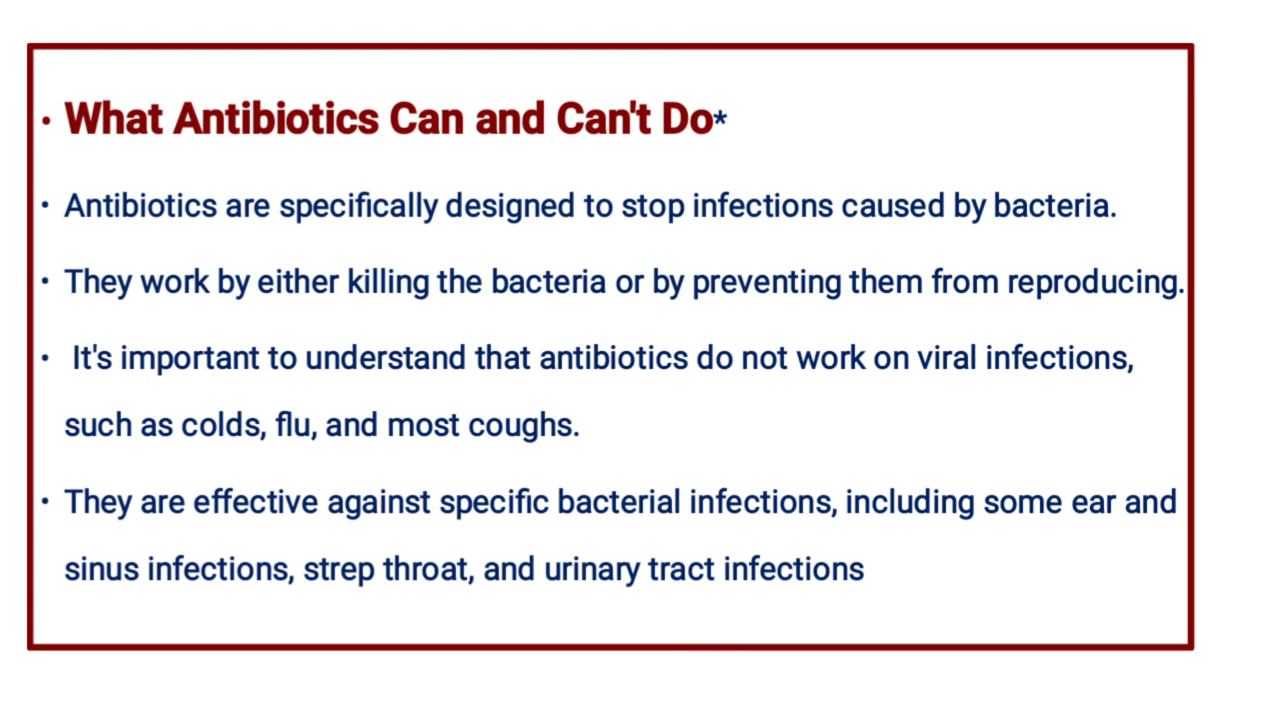 • What Antibiotics Can and Can't Do*
• Antibiotics are specifically designed to stop infections caused by bacteria.
• They work by either killing the bacteria or by preventing them from reproducing.
• It's important to understand that antibiotics do not work on viral infections,
such as colds, flu, and most coughs.
• They are effective against specific bacterial infections, including some ear and
sinus infections, strep throat, and urinary tract infections